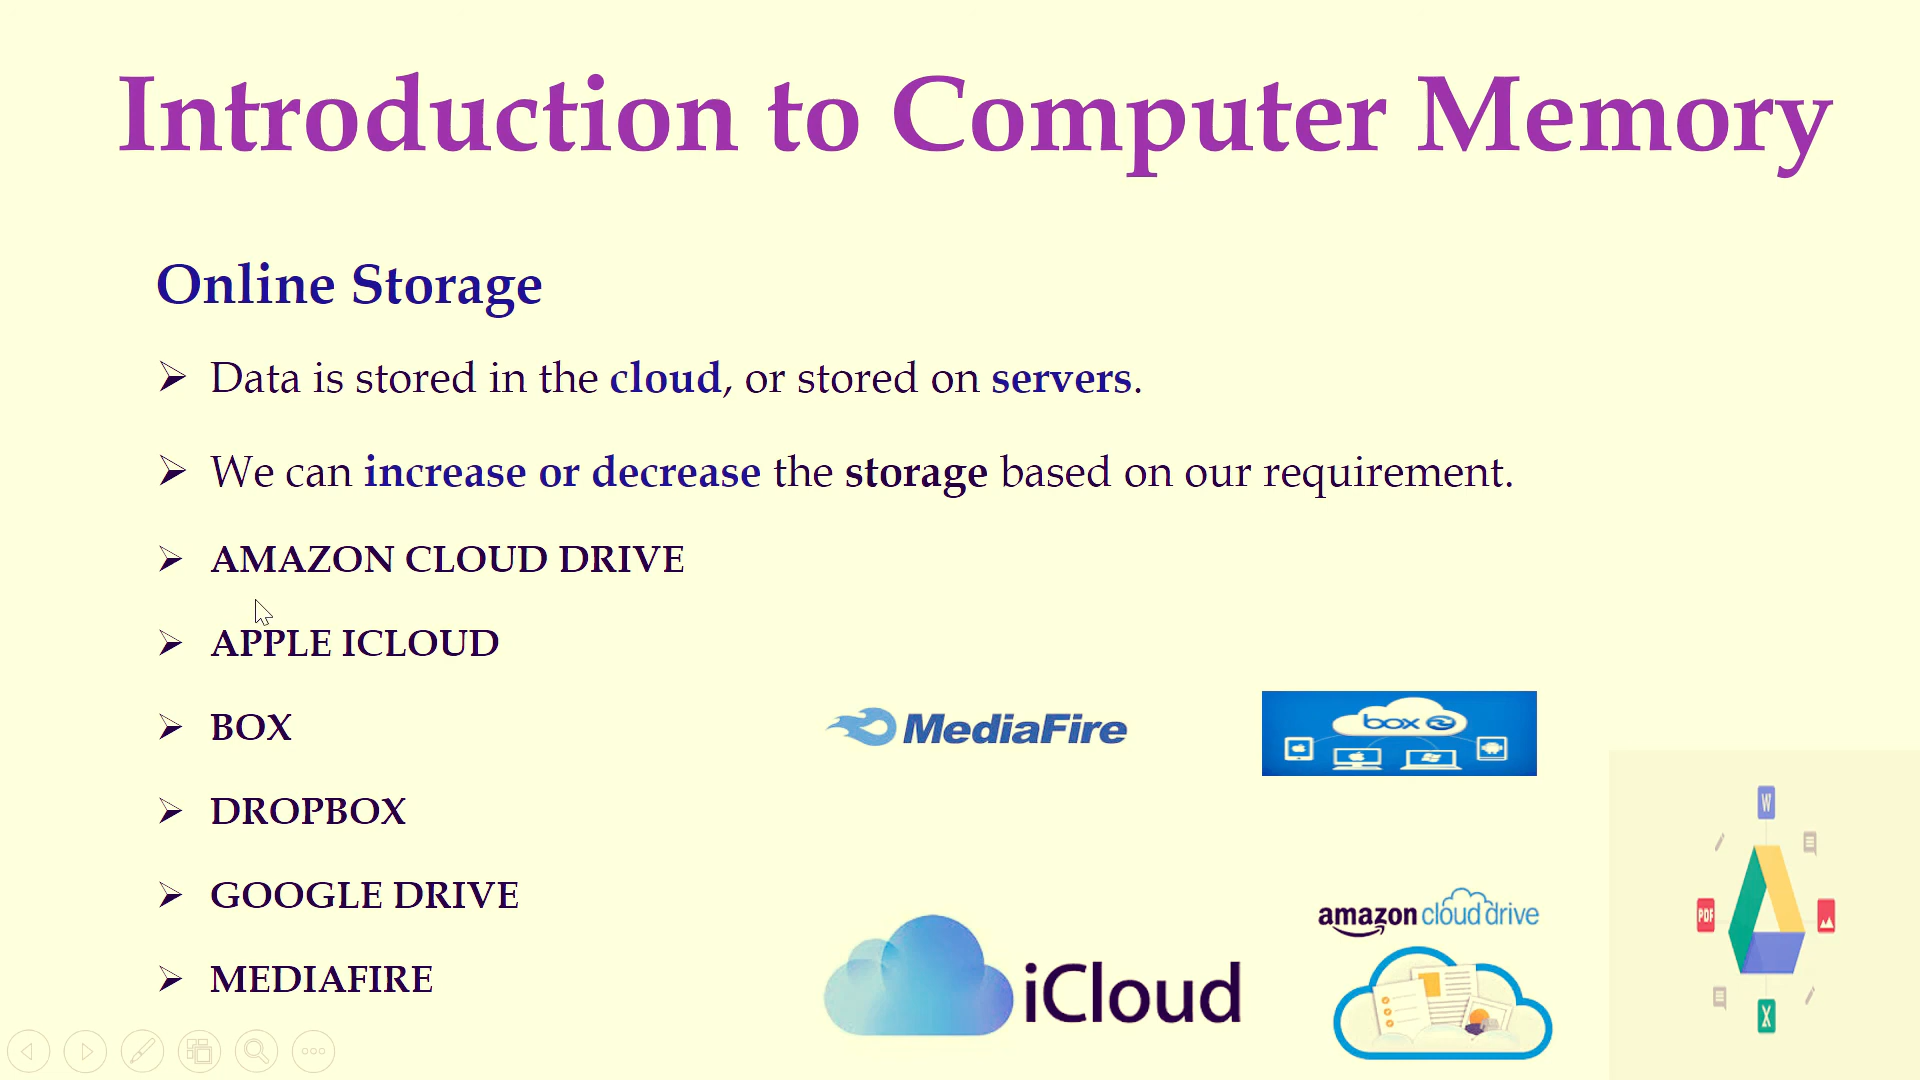 Introduction to Computer Memory
Online Storage
➢ Data is stored in the cloud, or stored on servers.
➢ We can increase or decrease the storage based on our requirement.
➢ AMAZON CLOUD DRIVE
➢ APPLE ICLOUD
➢ BOX
➢ DROPBOX
➢ GOOGLE DRIVE
➢ MEDIAFIRE
MediaFire
box
iCloud
amazon cloud drive
W
PDF
X